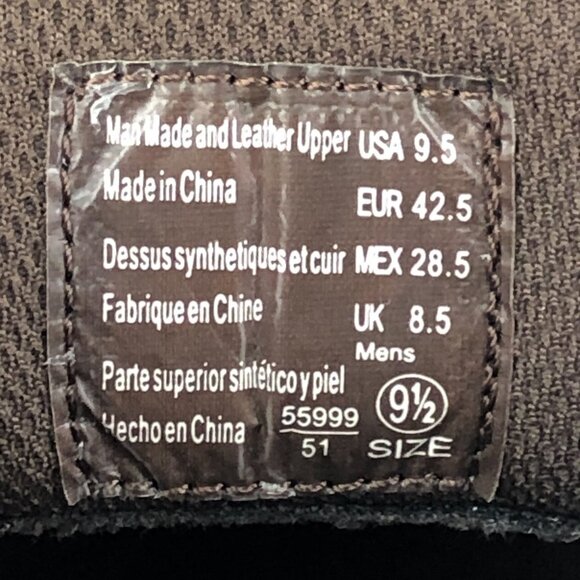 Man Made and Leather Upper USA 9.5
Made in China
EUR 42.5
Dessus synthetiques et cuir MEX 28.5
Fabrique en Chine
UK 8.5
Mens
Parte superior sintético y piel
Hecho en China
55999
51
9½
SIZE